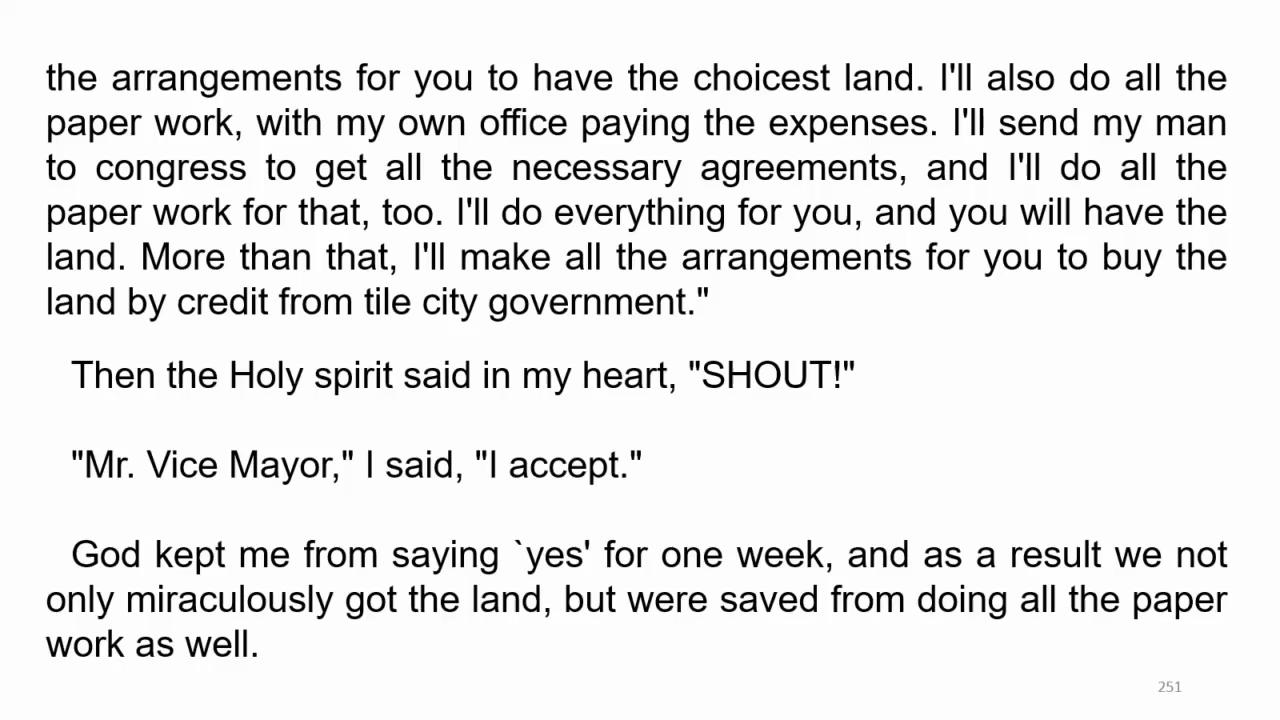 the arrangements for you to have the choicest land. I'll also do all the
paper work, with my own office paying the expenses. I'll send my man
to congress to get all the necessary agreements, and I'll do all the
paper work for that, too. I'll do everything for you, and you will have the
land. More than that, I'll make all the arrangements for you to buy the
land by credit from tile city government."
Then the Holy spirit said in my heart, "SHOUT!"
"Mr. Vice Mayor," I said, "I accept."
God kept me from saying `yes' for one week, and as a result we not
only miraculously got the land, but were saved from doing all the paper
work as well.
251